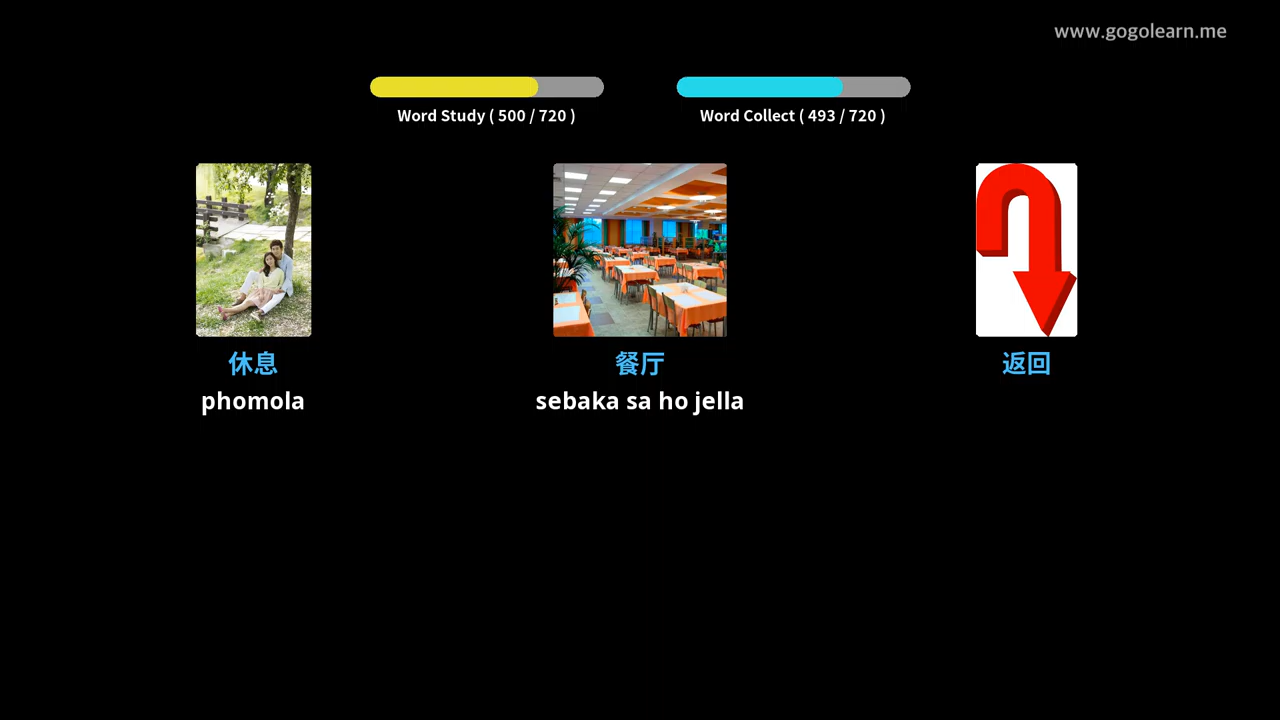 www.gogolearn.me
Word Study ( 500 / 720 )
Word Collect ( 493 / 720 )
休息
餐厅
返回
phomola
sebaka sa ho jella